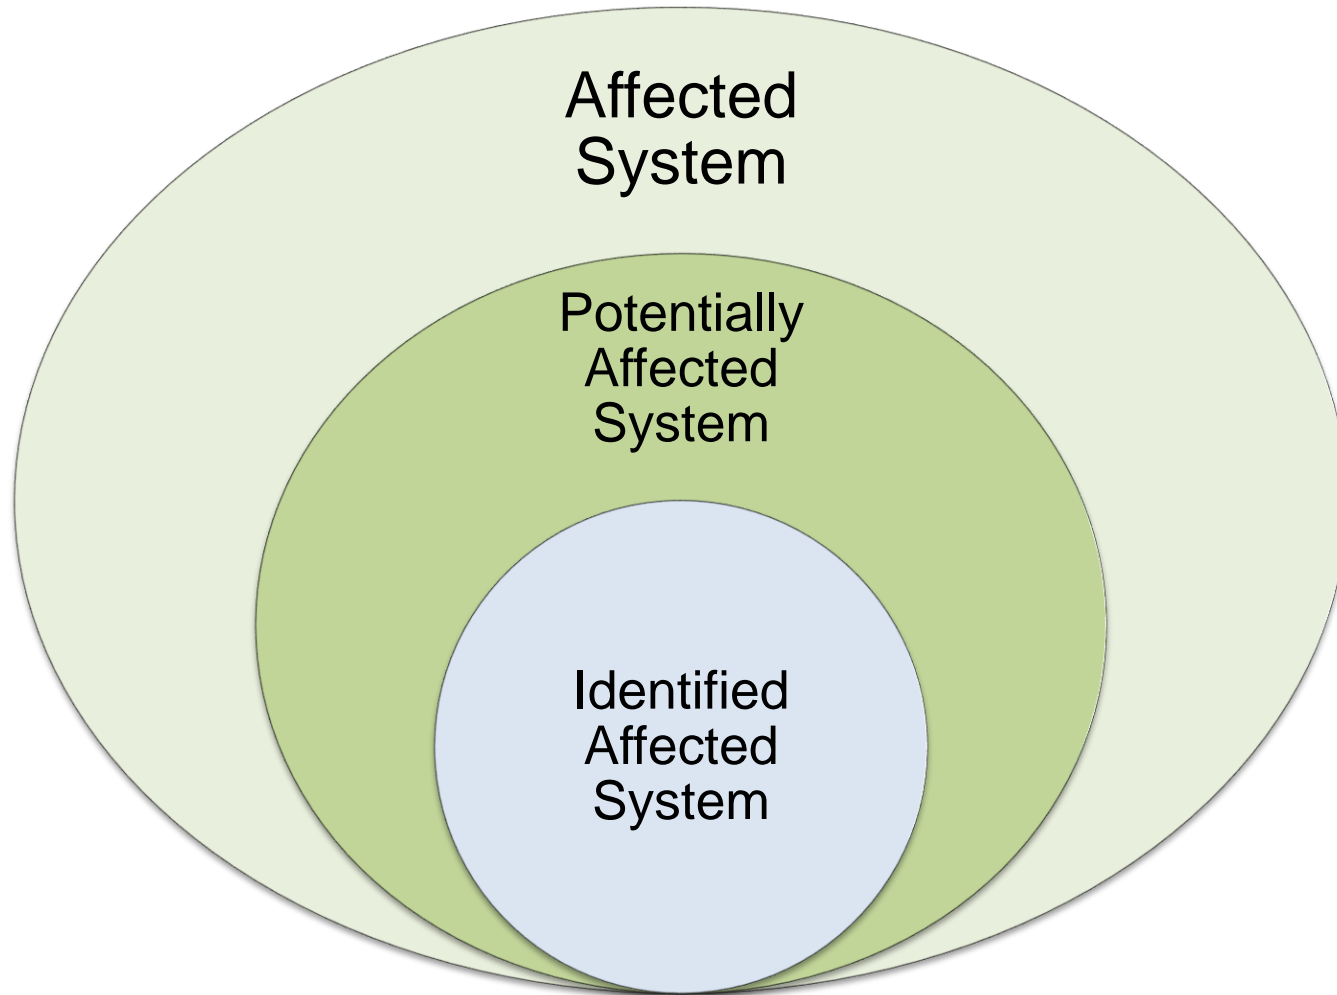 Affected
System
Potentially
Affected
System
Identified
Affected
System